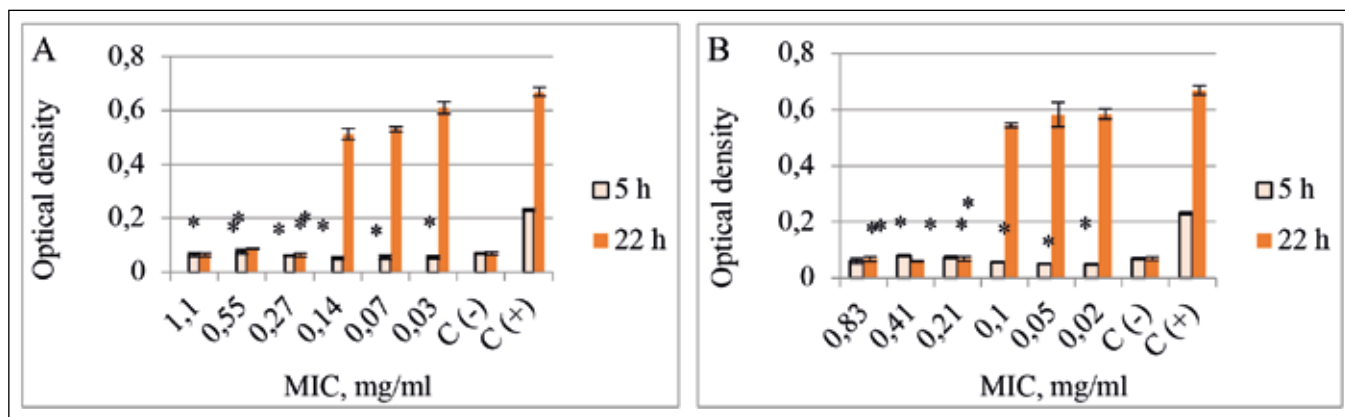 A
Optical density
0,8
0,6
0,4
0,2
0
* * * * * * * *
1,1 0,55 0,27 0,14 0,07 0,03 C (-) C (+)
MIC, mg/ml
5 h
22 h
B
Optical density
0,8
0,6
0,4
0,2
0
* * * * * * * * *
0,83 0,41 0,21 0,1 0,05 0,02 C (-) C (+)
MIC, mg/ml
5 h
22 h